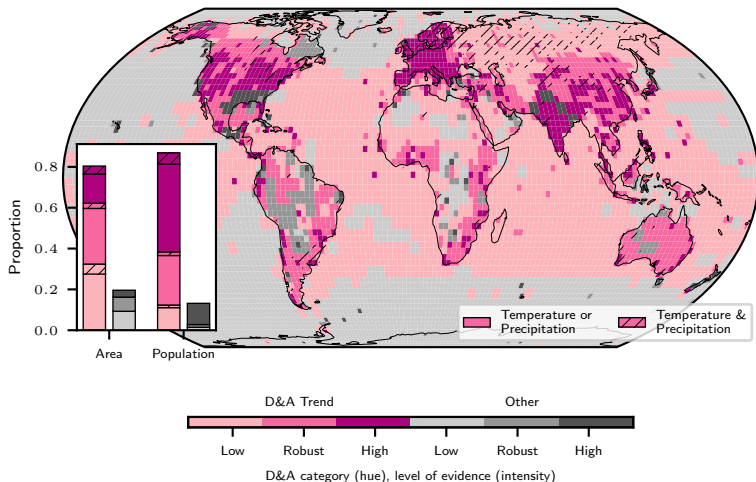 0.8
0.6
0.4
0.2
0.0
Proportion
Area
Population
Temperature or
Precipitation
Temperature &
Precipitation
D&A Trend
Other
Low
Robust
High
Low
Robust
High
D&A category (hue), level of evidence (intensity)